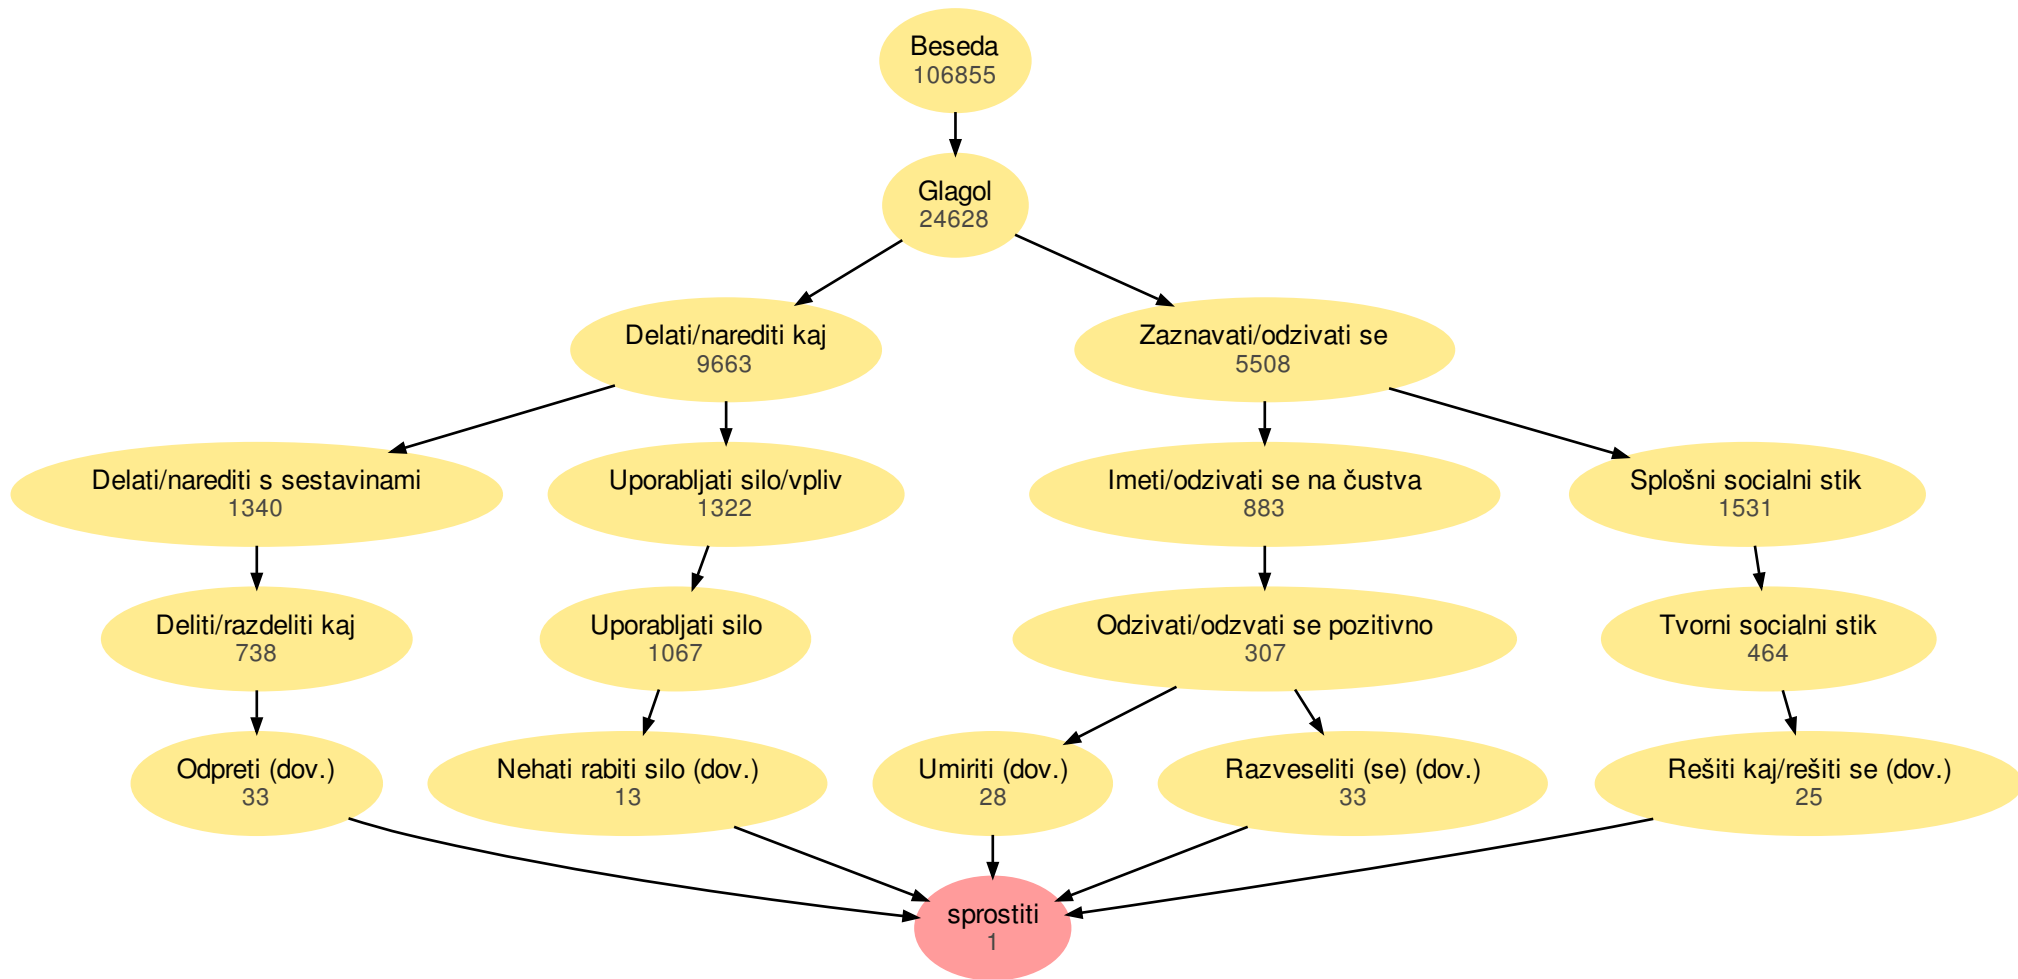 Beseda
106855
Glagol
24628
Delati/narediti kaj
9663
Zaznavati/odzivati se
5508
Delati/narediti s sestavinami
1340
Uporabljati silo/vpliv
1322
Imeti/odzivati se na čustva
883
Splošni socialni stik
1531
Deliti/razdeliti kaj
738
Uporabljati silo
1067
Odzivati/odzvati se pozitivno
307
Tvorni socialni stik
464
Odpreti (dov.)
33
Nehati rabiti silo (dov.)
13
Umiriti (dov.)
28
Razveseliti (se) (dov.)
33
Rešiti kaj/rešiti se (dov.)
25
sprostiti
1